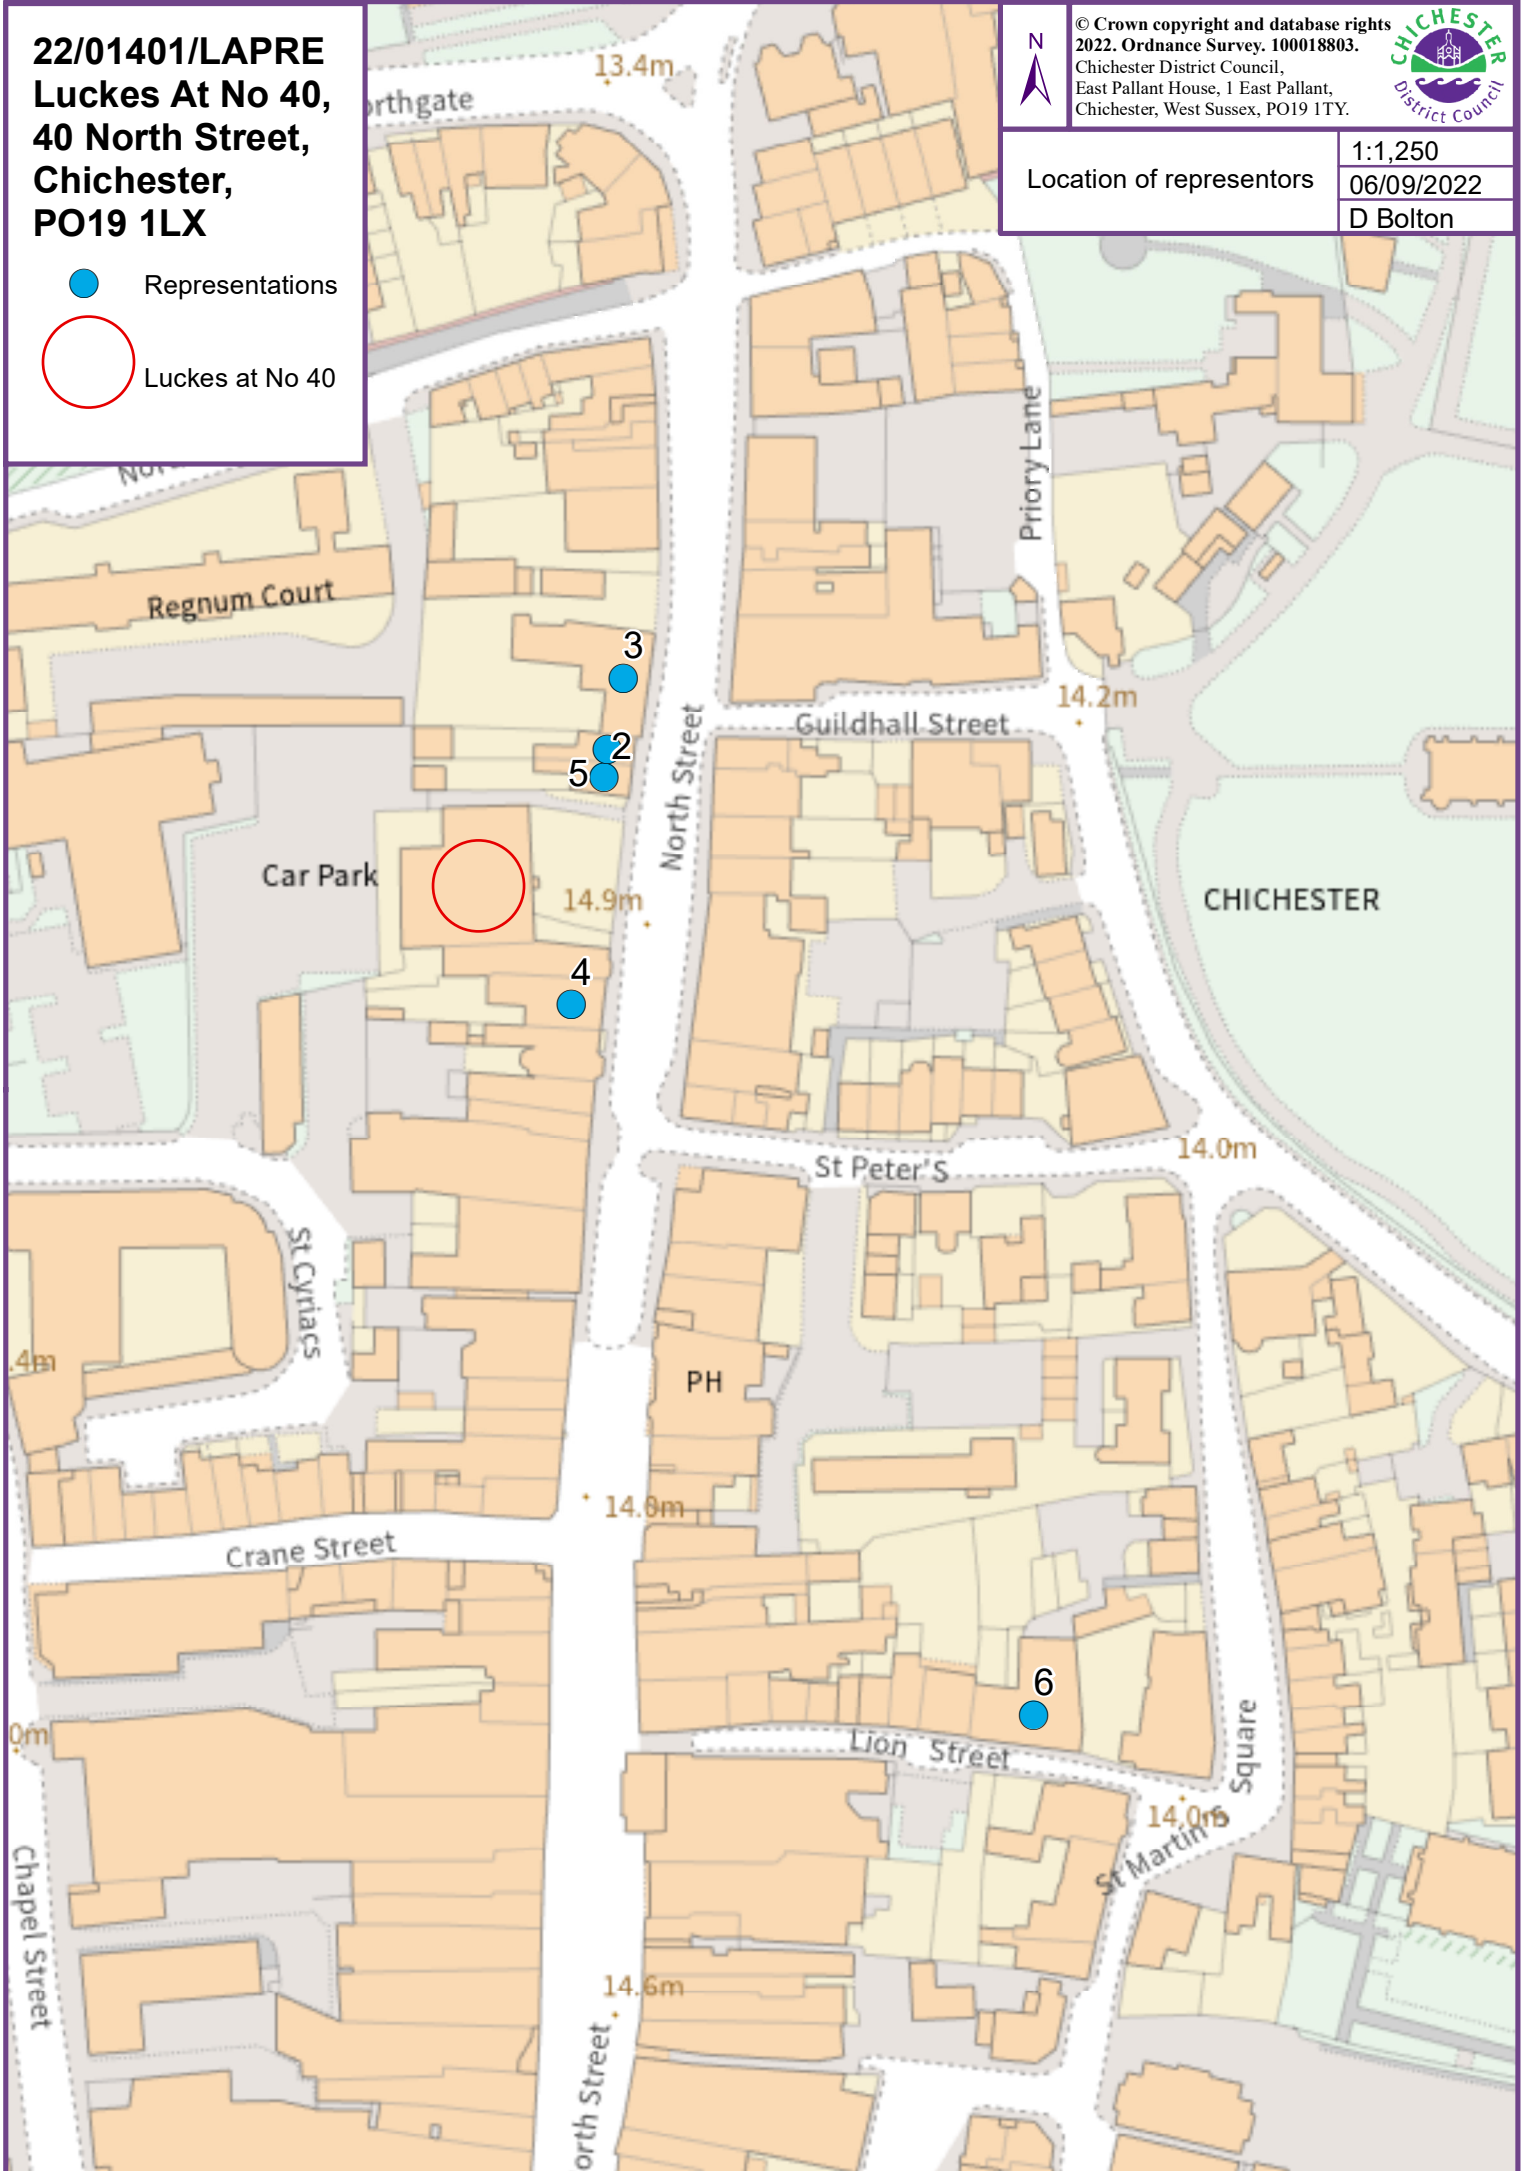 22/01401/LAPRE
Luckes At No 40,
40 North Street,
Chichester,
PO19 1LX
Representations
Luckes at No 40
N
© Crown copyright and database rights
2022. Ordnance Survey. 100018803.
Chichester District Council,
East Pallant House, 1 East Pallant,
Chichester, West Sussex, PO19 1TY.
CHICHESTER
District Council
Location of representors
1:1,250
06/09/2022
D Bolton
13.4m
orthgate
Priory Lane
Regnum Court
3
14.2m
Guildhall Street
2
5
North Street
Car Park
14.9m
CHICHESTER
4
14.0m
St Peter'S
St Cyriacs
.4m
PH
Crane Street
6
0m
Lion Street
St Martin'S Square
14.0m
Chapel Street
14.6m
orth Street